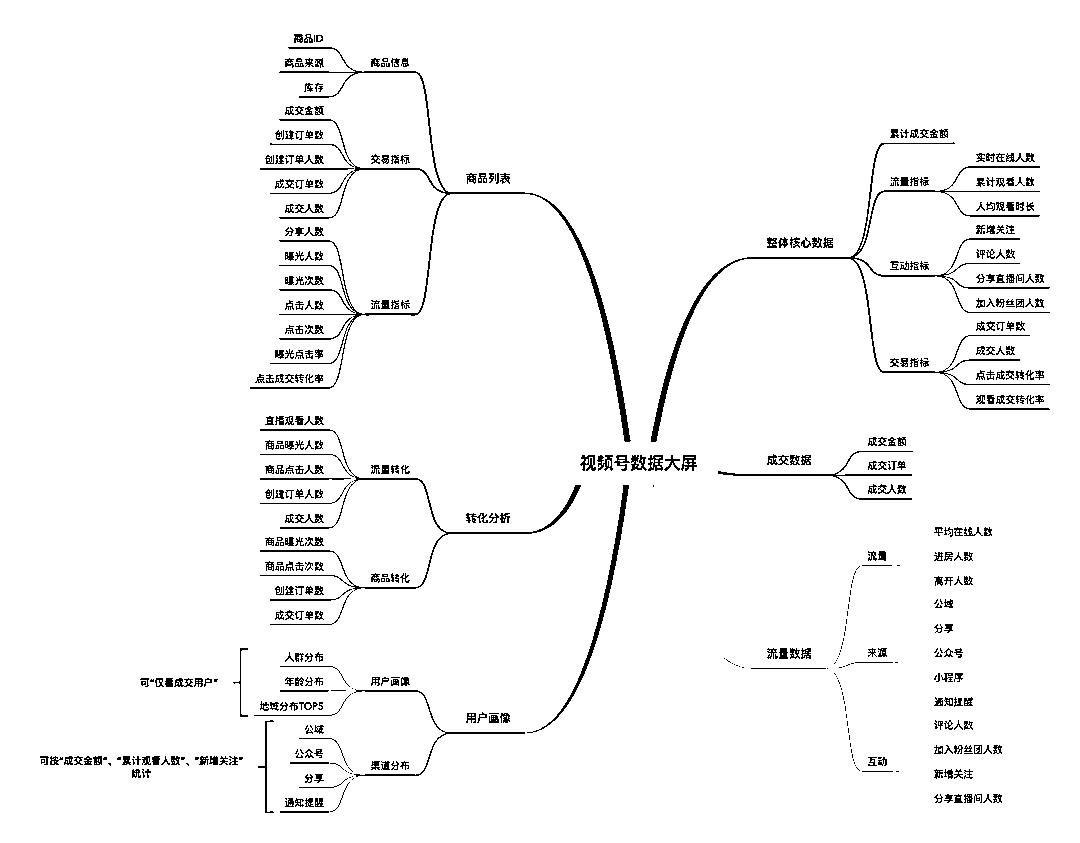 视频号数据大屏
商品列表
商品信息
商品ID
商品来源
库存
交易指标
成交金额
创建订单数
创建订单人数
成交订单数
成交人数
流量指标
分享人数
曝光人数
曝光次数
点击人数
点击次数
曝光点击率
点击成交转化率
转化分析
流量转化
直播观看人数
商品曝光人数
商品点击人数
创建订单人数
成交人数
商品转化
商品曝光次数
商品点击次数
创建订单数
成交订单数
用户画像
用户画像
人群分布
年龄分布
地域分布TOP5
可“仅看成交用户”
渠道分布
公域
公众号
分享
通知提醒
可按“成交金额”、“累计观看人数”、“新增关注”
统计
整体核心数据
累计成交金额
流量指标
实时在线人数
累计观看人数
人均观看时长
互动指标
新增关注
评论人数
分享直播间人数
加入粉丝团人数
交易指标
成交订单数
成交人数
点击成交转化率
观看成交转化率
成交数据
成交金额
成交订单
成交人数
流量数据
流量
平均在线人数
进房人数
离开人数
来源
公域
分享
公众号
小程序
通知提醒
互动
评论人数
加入粉丝团人数
新增关注
分享直播间人数